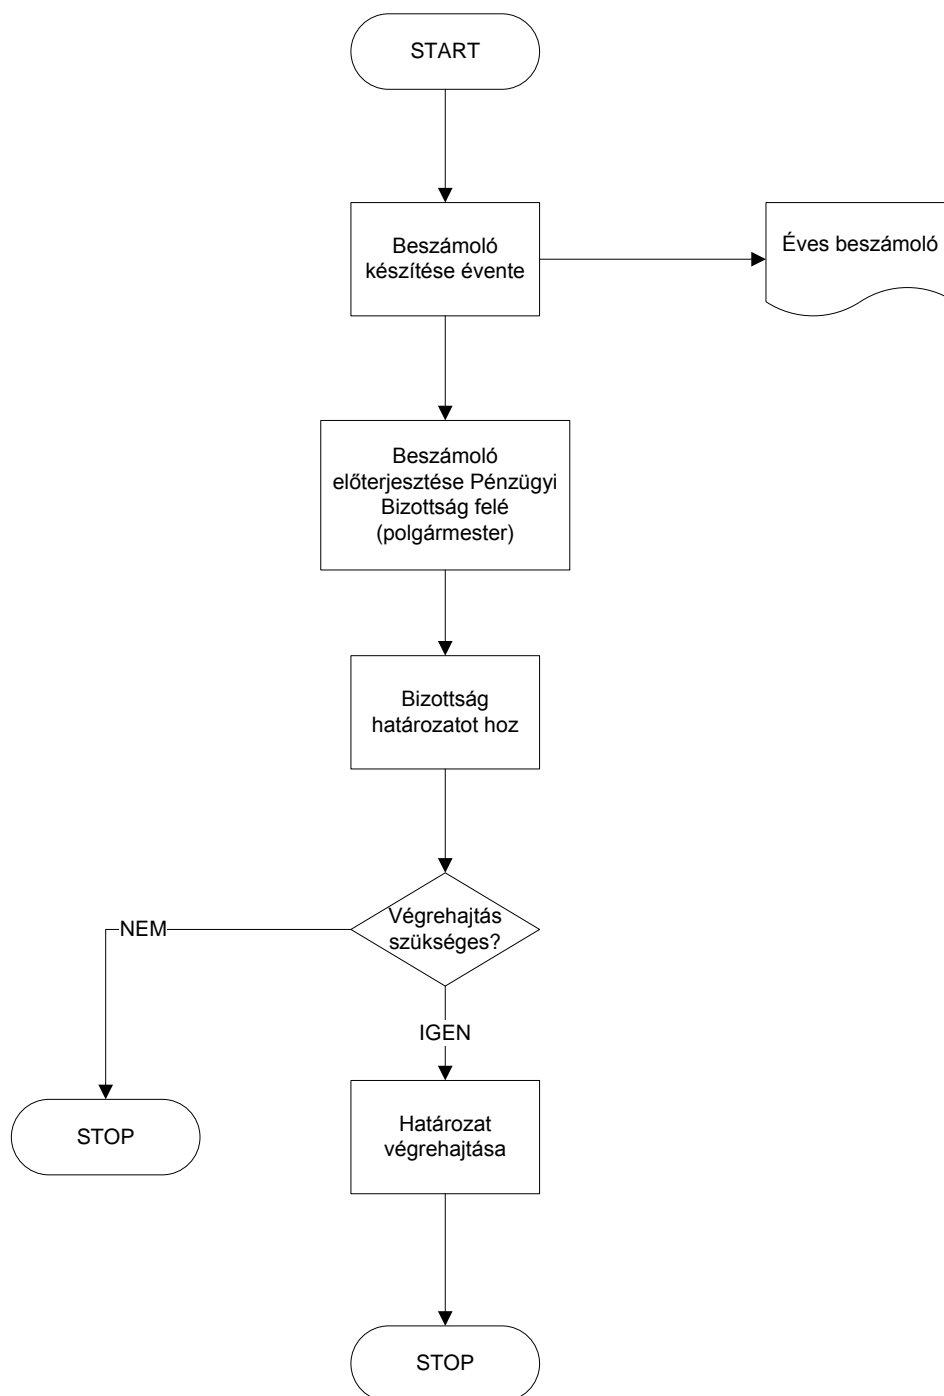 START
Beszámoló
készítése évente
Éves beszámoló
Beszámoló
előterjesztése Pénzügyi
Bizottság felé
(polgármester)
Bizottság
határozatot hoz
Végrehajtás
szükséges?
NEM
IGEN
STOP
Határozat
végrehajtása
STOP